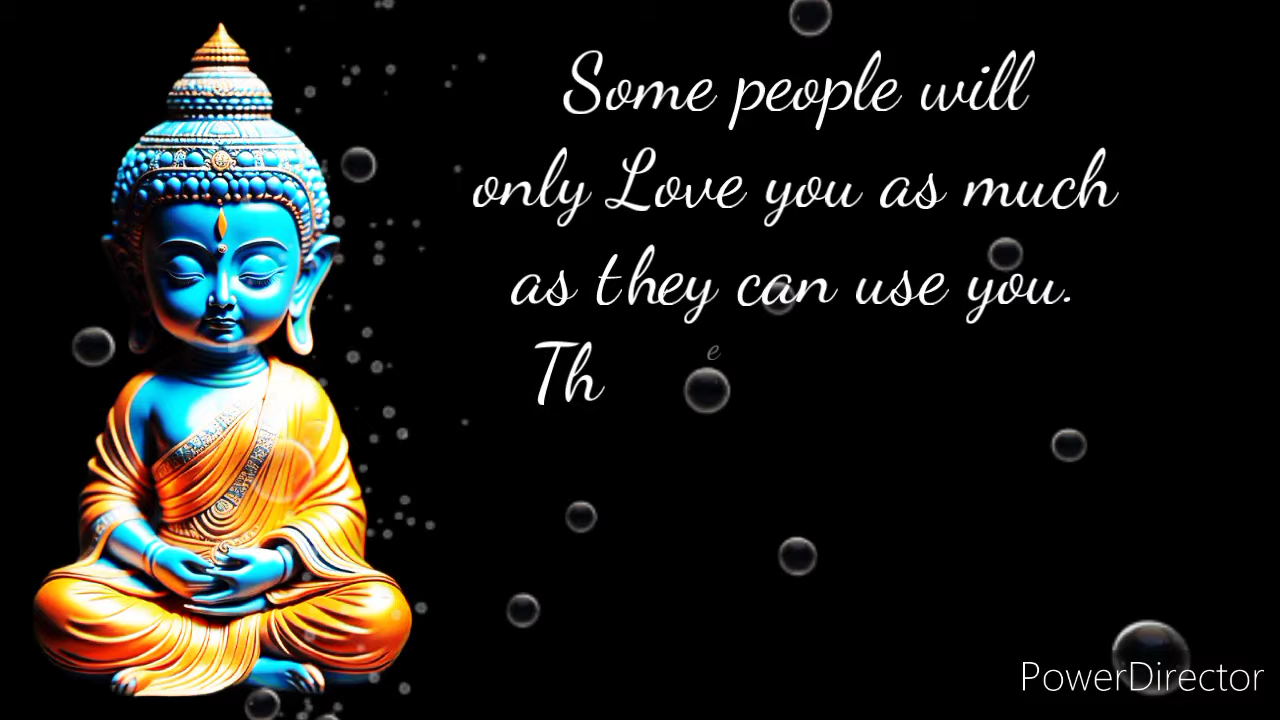 Some people will
only Love you as much
as they can use you.
Th e
PowerDirector